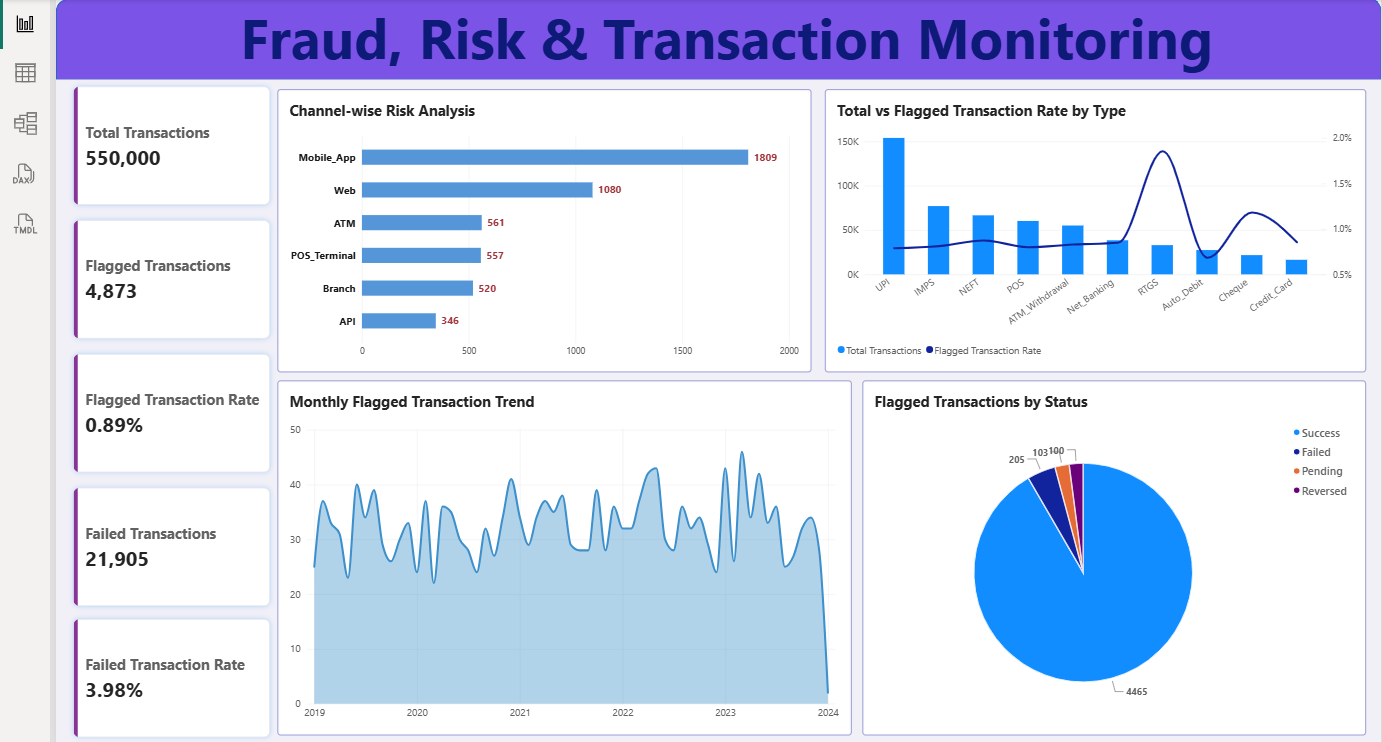 Fraud, Risk & Transaction Monitoring
DAX
TMDL
Total Transactions
550,000
Flagged Transactions
4,873
Flagged Transaction Rate
0.89%
Failed Transactions
21,905
Failed Transaction Rate
3.98%
Channel-wise Risk Analysis
Mobile_App 1809
Web 1080
ATM 561
POS_Terminal 557
Branch 520
API 346
0 500 1000 1500 2000
Total vs Flagged Transaction Rate by Type
150K 2.0%
100K 1.5%
50K 1.0%
0K 0.5%
UPI IMPS NEFT POS ATM_Withdrawal Net_Banking RTGS Auto_Debit Cheque Credit_Card
Total Transactions Flagged Transaction Rate
Monthly Flagged Transaction Trend
50
40
30
20
10
0
2019 2020 2021 2022 2023 2024
Flagged Transactions by Status
Success
Failed
Pending
Reversed
205 103 100
4465